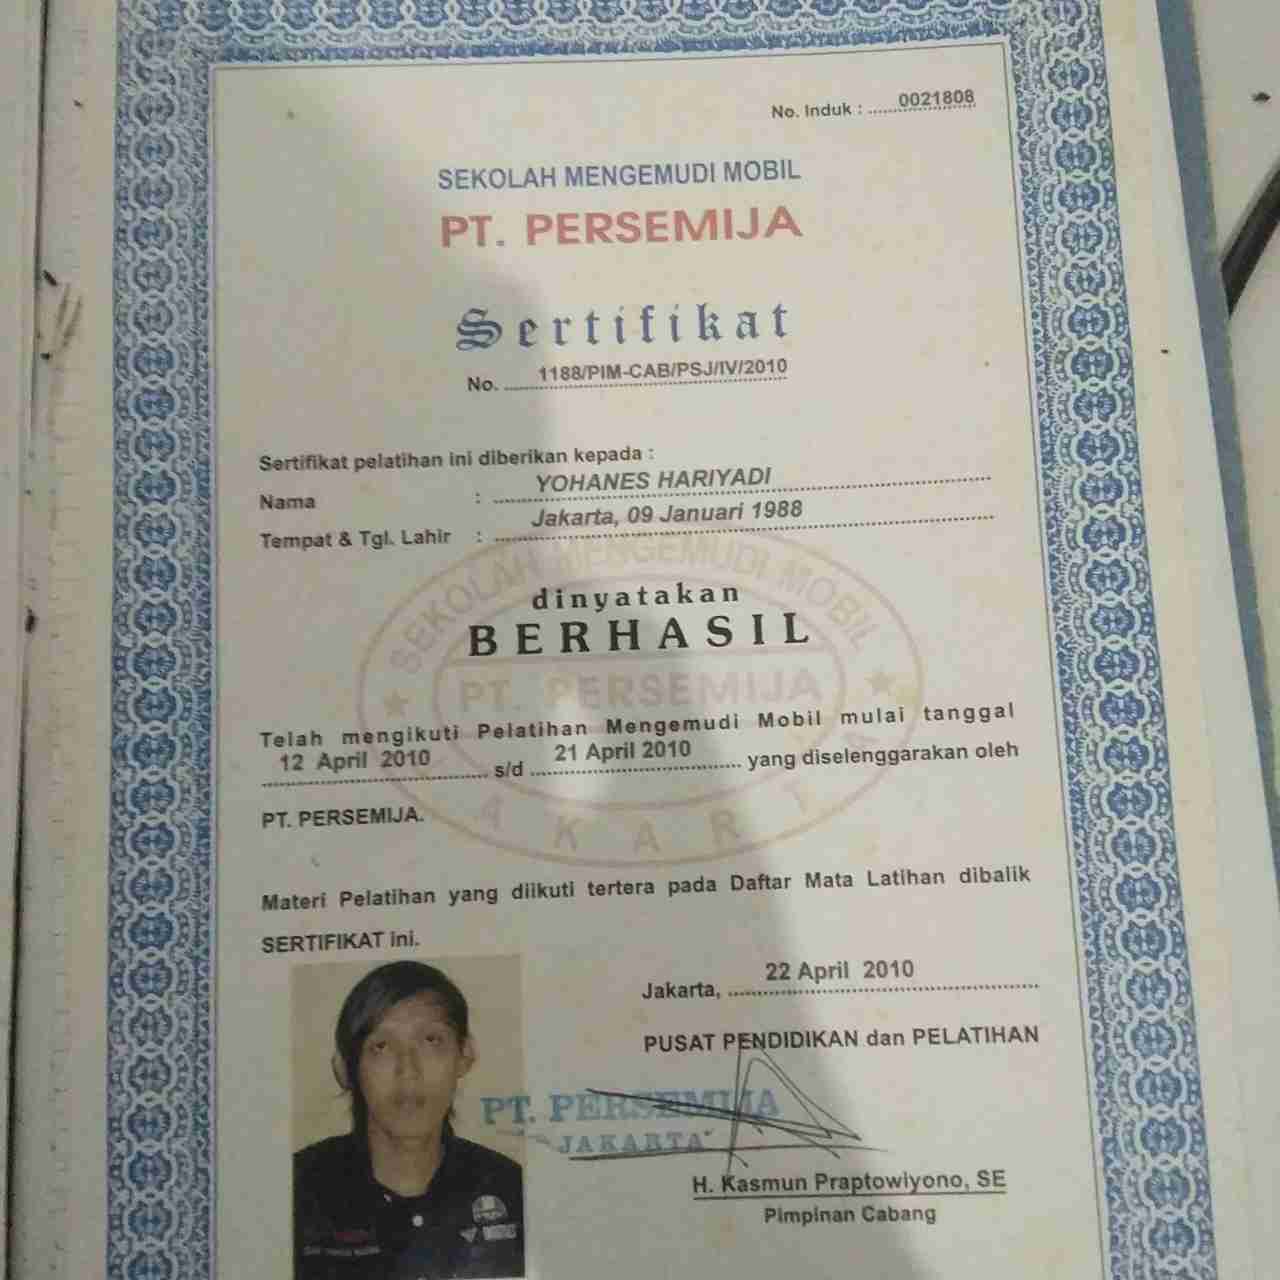 No. Induk : ........0021808
SEKOLAH MENGEMUDI MOBIL
PT. PERSEMIJA
Sertifikat
No. ......1188/PIM-CAB/PSJ/IV/2010
Sertifikat pelatihan ini diberikan kepada :
Nama : YOHANES HARIYADI
Tempat & Tgl. Lahir : Jakarta, 09 Januari 1988
SEKOLAH MENGEMUDI MOBIL
dinyatakan
BERHASIL
PT. PERSEMIJA
Telah mengikuti Pelatihan Mengemudi Mobil mulai tanggal
12 April 2010 s/d 21 April 2010 yang diselenggarakan oleh
PT. PERSEMIJA.
JAKARTA
Materi Pelatihan yang diikuti tertera pada Daftar Mata Latihan dibalik
SERTIFIKAT ini.
Jakarta, 22 April 2010
PUSAT PENDIDIKAN dan PELATIHAN
PT. PERSEMIJA
JAKARTA
H. Kasmun Praptowiyono, SE
Pimpinan Cabang